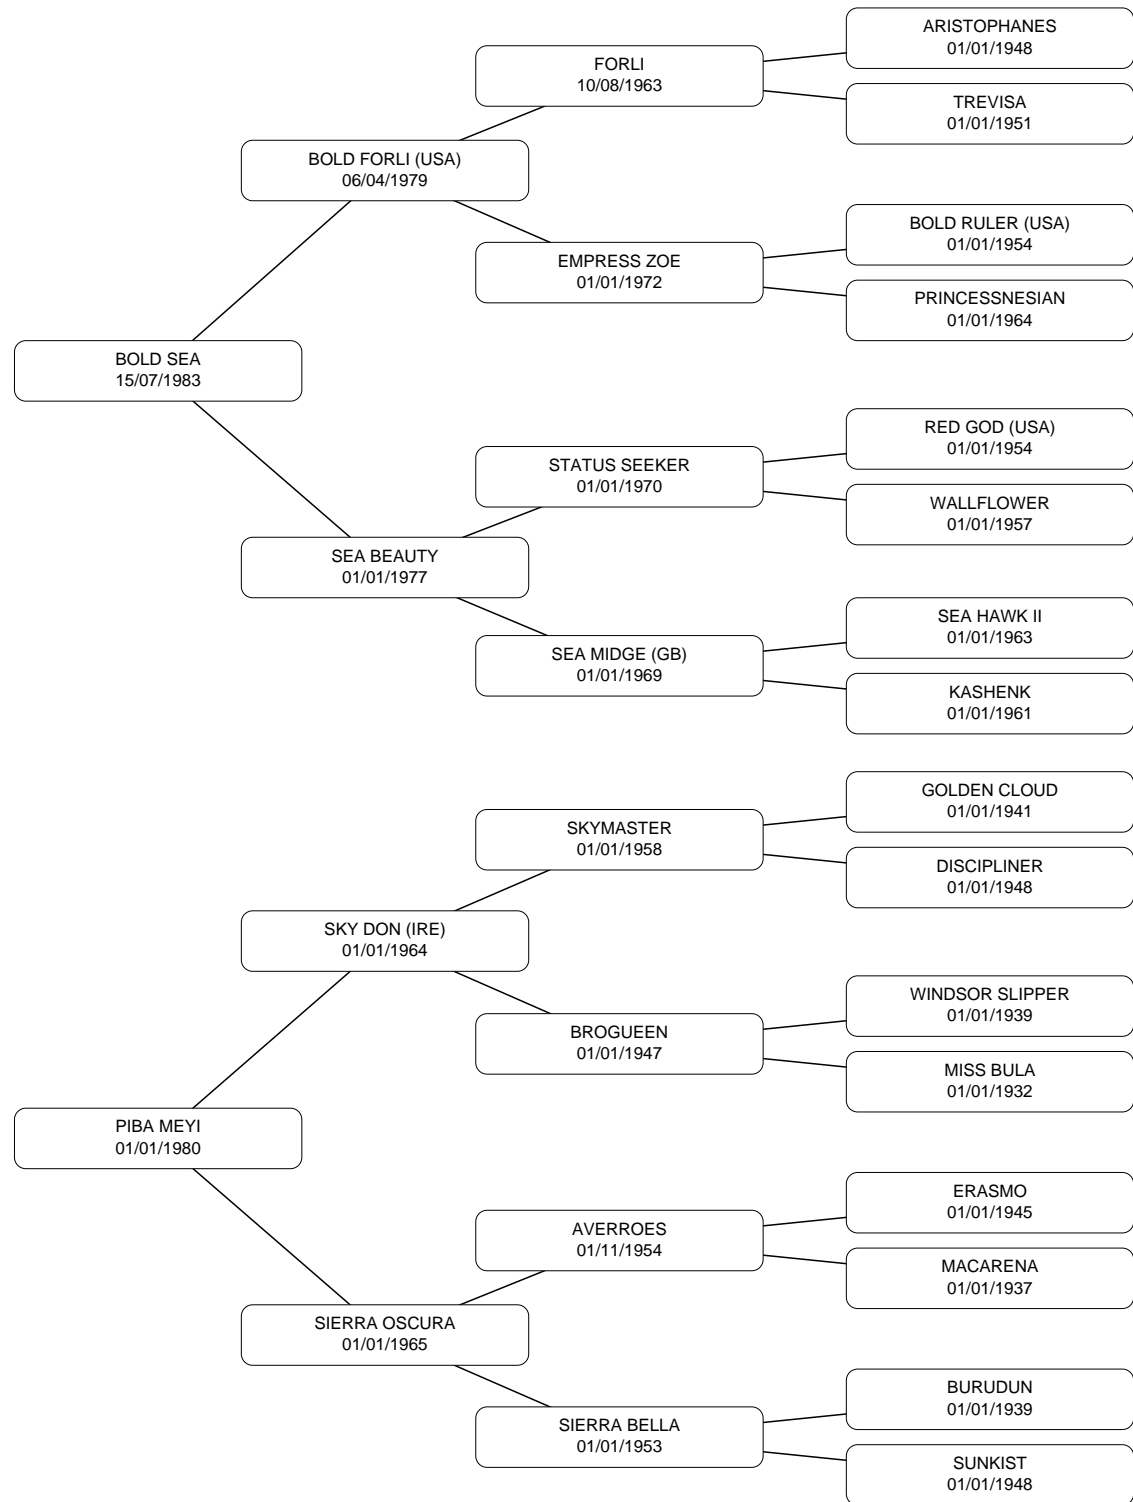 ARISTOPHANES
01/01/1948
FORLI
10/08/1963
TREVISA
01/01/1951
BOLD FORLI (USA)
06/04/1979
BOLD RULER (USA)
01/01/1954
EMPRESS ZOE
01/01/1972
PRINCESSNESIAN
01/01/1964
BOLD SEA
15/07/1983
RED GOD (USA)
01/01/1954
STATUS SEEKER
01/01/1970
WALLFLOWER
01/01/1957
SEA BEAUTY
01/01/1977
SEA HAWK II
01/01/1963
SEA MIDGE (GB)
01/01/1969
KASHENK
01/01/1961
GOLDEN CLOUD
01/01/1941
SKYMASTER
01/01/1958
DISCIPLINER
01/01/1948
SKY DON (IRE)
01/01/1964
WINDSOR SLIPPER
01/01/1939
BROGUEEN
01/01/1947
MISS BULA
01/01/1932
PIBA MEYI
01/01/1980
ERASMO
01/01/1945
AVERROES
01/11/1954
MACARENA
01/01/1937
SIERRA OSCURA
01/01/1965
BURUDUN
01/01/1939
SIERRA BELLA
01/01/1953
SUNKIST
01/01/1948